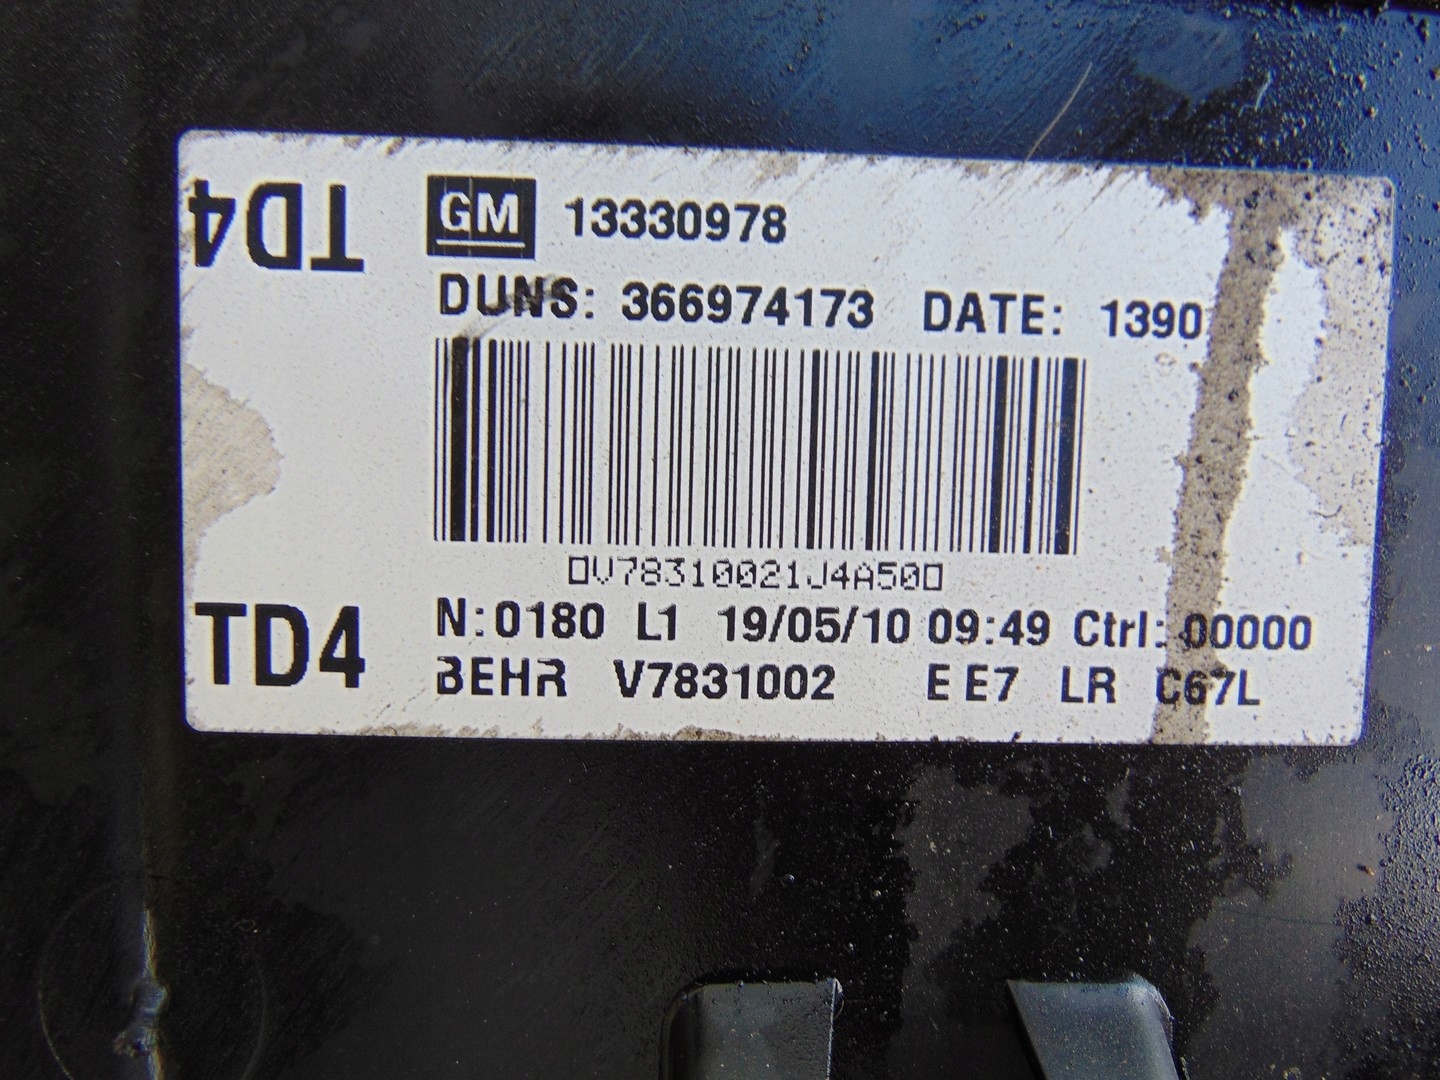 TD4
GM 13330978
DUNS: 366974173 DATE: 1390
V78310021J4A50
TD4
N:0180 L1 19/05/10 09:49 Ctrl: 00000
BEHR V7831002 E E7 LR C67L